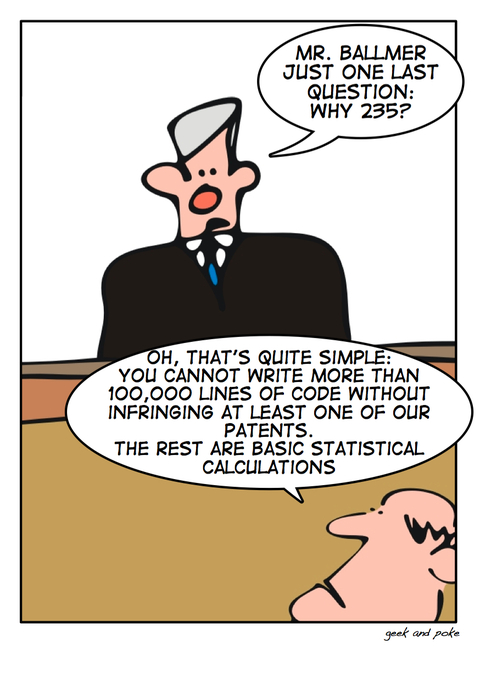 MR. BALLMER
JUST ONE LAST
QUESTION:
WHY 235?
OH, THAT'S QUITE SIMPLE:
YOU CANNOT WRITE MORE THAN
100,000 LINES OF CODE WITHOUT
INFRINGING AT LEAST ONE OF OUR
PATENTS.
THE REST ARE BASIC STATISTICAL
CALCULATIONS
geek and poke